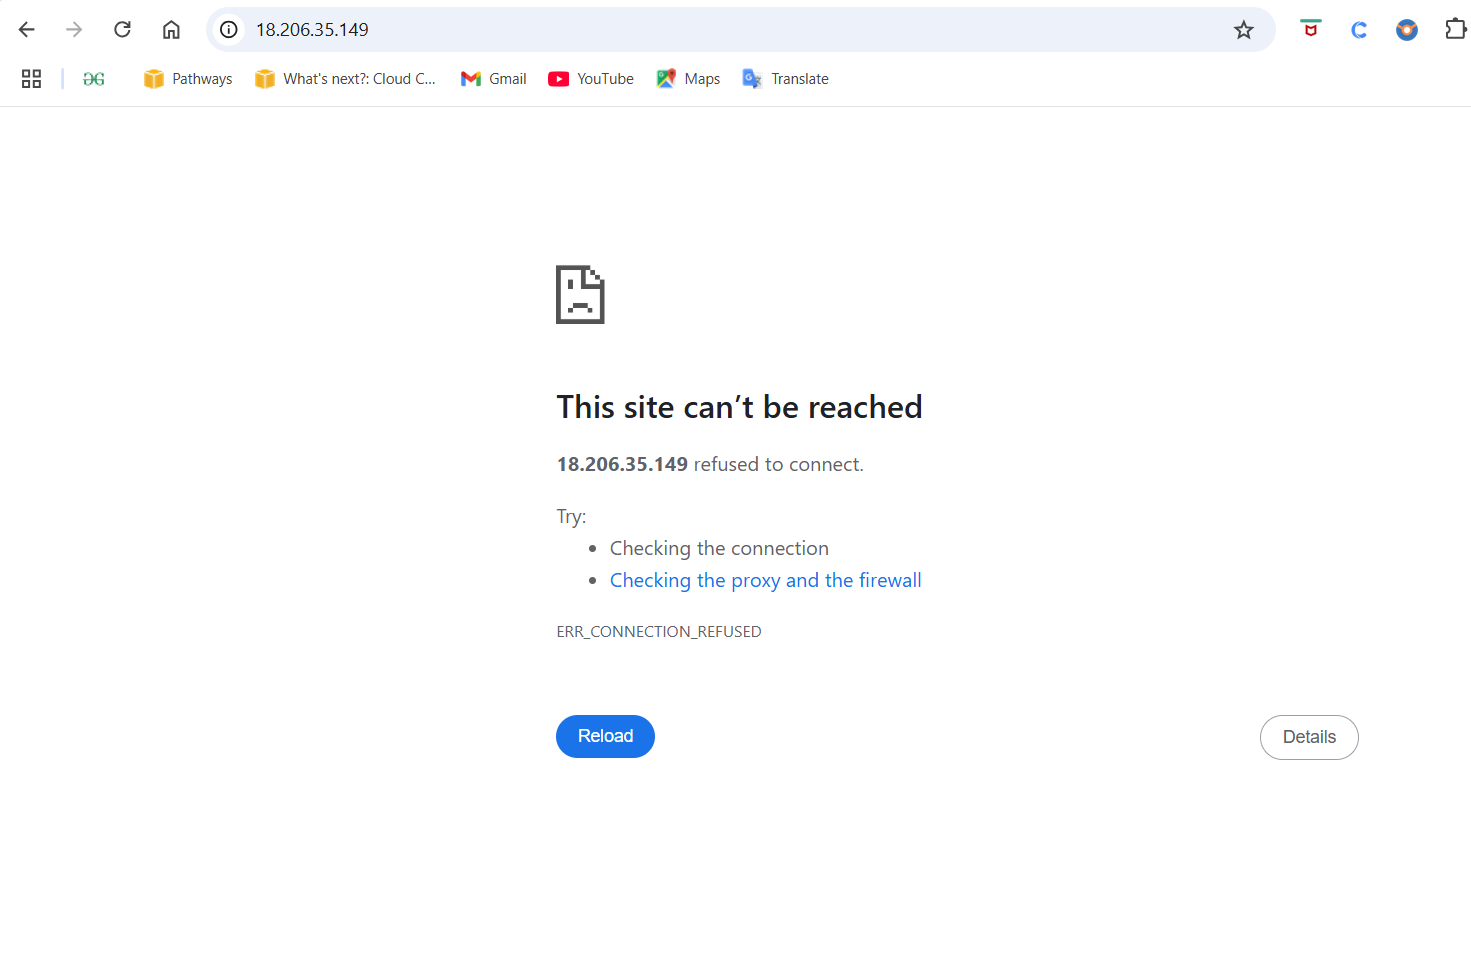 18.206.35.149
Pathways What's next?: Cloud C... Gmail YouTube Maps Translate
This site can’t be reached
18.206.35.149 refused to connect.
Try:
Checking the connection
Checking the proxy and the firewall
ERR_CONNECTION_REFUSED
Reload Details